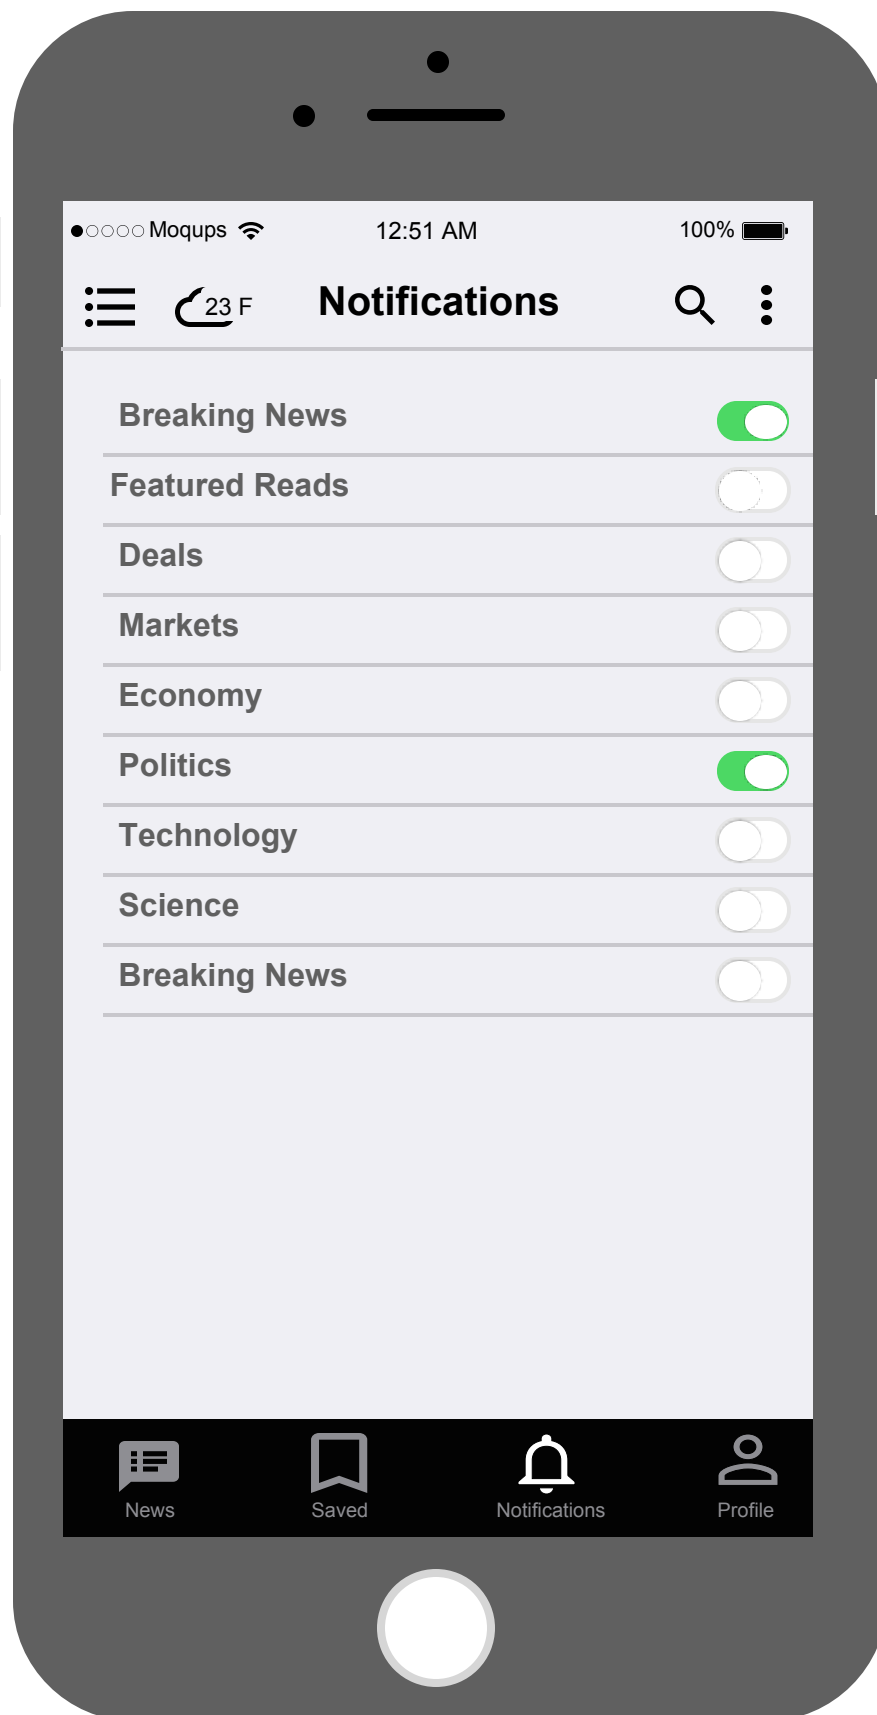 Moqups 12:51 AM 100%
23 F Notifications
Breaking News
Featured Reads
Deals
Markets
Economy
Politics
Technology
Science
Breaking News
News Saved Notifications Profile